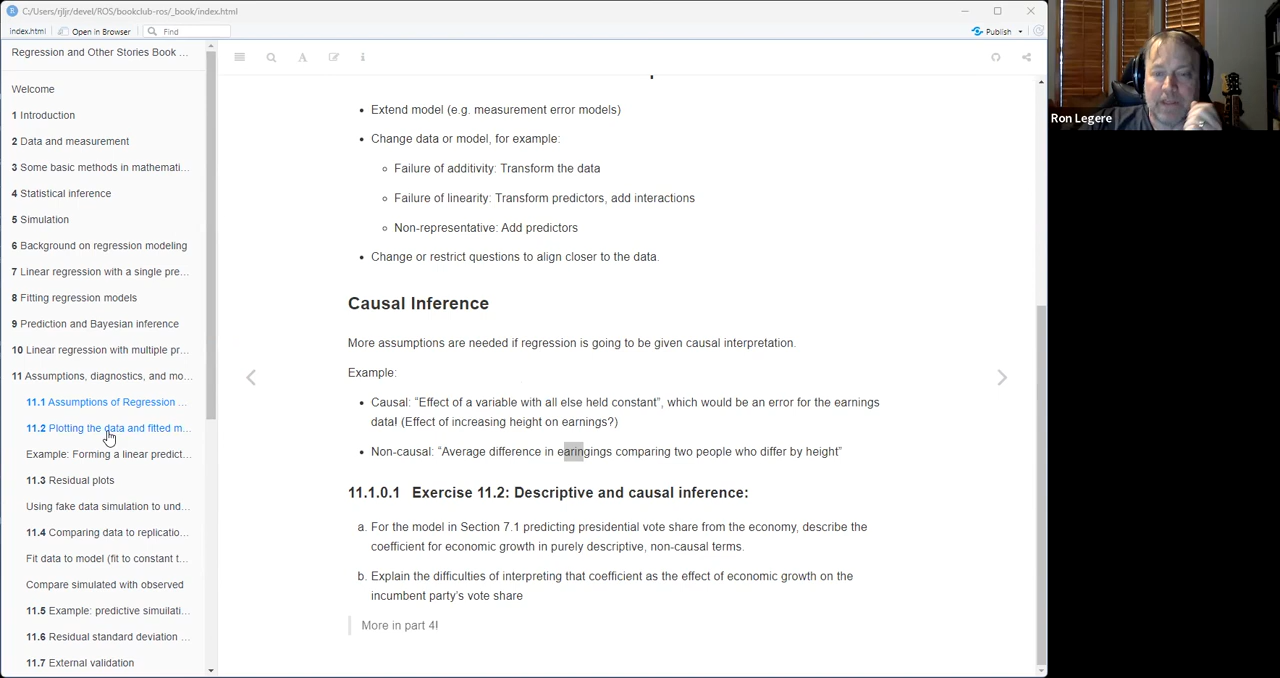 C:/Users/rjljr/devel/ROS/bookclub-ros/_book/index.html
index.html
Open in Browser
Find
Publish
Regression and Other Stories Book ...
Welcome
1 Introduction
2 Data and measurement
3 Some basic methods in mathemati...
4 Statistical inference
5 Simulation
6 Background on regression modeling
7 Linear regression with a single pre...
8 Fitting regression models
9 Prediction and Bayesian inference
10 Linear regression with multiple pr...
11 Assumptions, diagnostics, and mo...
11.1 Assumptions of Regression ...
11.2 Plotting the data and fitted m...
Example: Forming a linear predict...
11.3 Residual plots
Using fake data simulation to und...
11.4 Comparing data to replicatio...
Fit data to model (fit to constant t...
Compare simulated with observed
11.5 Example: predictive simuilati...
11.6 Residual standard deviation ...
11.7 External validation
• Extend model (e.g. measurement error models)
• Change data or model, for example:
Failure of additivity: Transform the data
Failure of linearity: Transform predictors, add interactions
Non-representative: Add predictors
• Change or restrict questions to align closer to the data.
Causal Inference
More assumptions are needed if regression is going to be given causal interpretation.
Example:
• Causal: “Effect of a variable with all else held constant”, which would be an error for the earnings
data! (Effect of increasing height on earnings?)
• Non-causal: “Average difference in earingings comparing two people who differ by height”
11.1.0.1 Exercise 11.2: Descriptive and causal inference:
a. For the model in Section 7.1 predicting presidential vote share from the economy, describe the
coefficient for economic growth in purely descriptive, non-causal terms.
b. Explain the difficulties of interpreting that coefficient as the effect of economic growth on the
incumbent party’s vote share
More in part 4!
Ron Legere